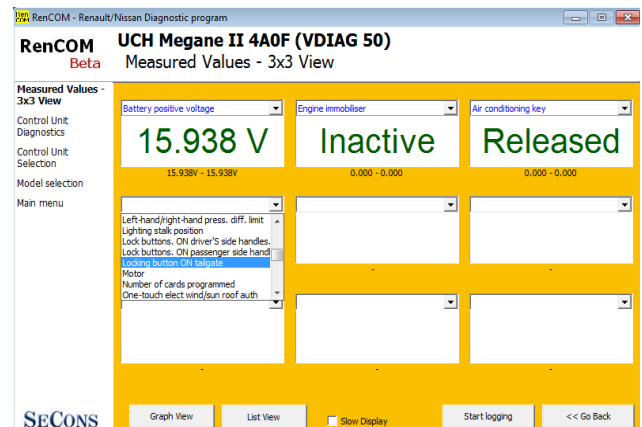 RenCOM - Renault/Nissan Diagnostic program
RenCOM
Beta
UCH Megane II 4A0F (VDIAG 50)
Measured Values - 3x3 View
Measured Values -
3x3 View
Control Unit
Diagnostics
Control Unit
Selection
Model selection
Main menu
Battery positive voltage
Engine immobiliser
Air conditioning key
15.938 V
Inactive
Released
15.938V - 15.938V
0.000 - 0.000
0.000 - 0.000
Left-hand/right-hand press. diff. limit
Lighting stalk position
Lock buttons. ON driver'S side handles.
Lock buttons. ON passenger side handl
Locking button ON tailgate
Motor
Number of cards programmed
One-touch elect wind/sun roof auth
-
-
-
-
-
SECONS
Graph View
List View
Slow Display
Start logging
<< Go Back